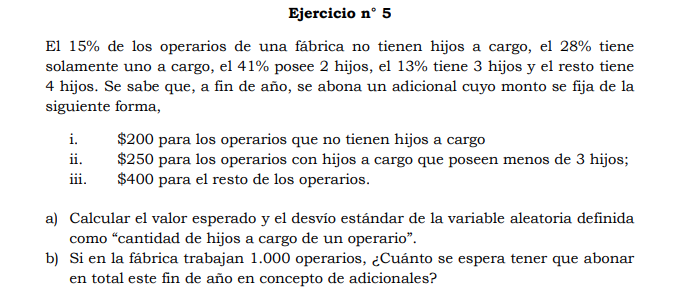 Ejercicio n° 5
El 15% de los operarios de una fábrica no tienen hijos a cargo, el 28% tiene
solamente uno a cargo, el 41% posee 2 hijos, el 13% tiene 3 hijos y el resto tiene
4 hijos. Se sabe que, a fin de año, se abona un adicional cuyo monto se fija de la
siguiente forma,
i. $200 para los operarios que no tienen hijos a cargo
ii. $250 para los operarios con hijos a cargo que poseen menos de 3 hijos;
iii. $400 para el resto de los operarios.
a) Calcular el valor esperado y el desvío estándar de la variable aleatoria definida
como “cantidad de hijos a cargo de un operario”.
b) Si en la fábrica trabajan 1.000 operarios, ¿Cuánto se espera tener que abonar
en total este fin de año en concepto de adicionales?